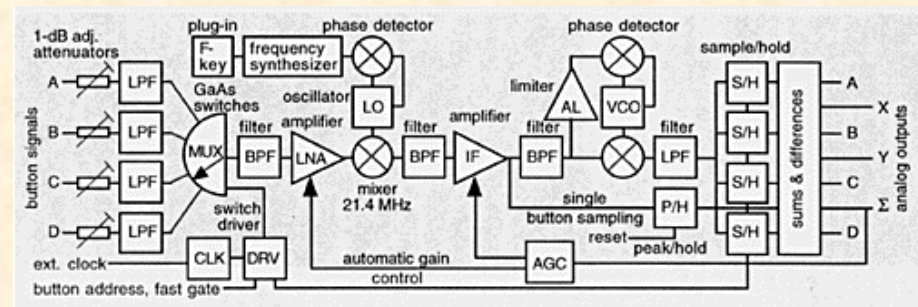 1-dB adj.
attenuators
plug-in
F-
key
frequency
synthesizer
phase detector
phase detector
sample/hold
GaAs
switches
oscillator
LO
limiter
AL
VCO
button signals
A
B
C
D
LPF
LPF
LPF
LPF
MUX
filter
BPF
amplifier
LNA
mixer
21.4 MHz
filter
BPF
amplifier
IF
filter
BPF
filter
LPF
S/H
S/H
S/H
S/H
sums & differences
A
X
B
Y
C
Σ
D
analog outputs
switch
driver
single
button sampling
reset
P/H
peak/hold
ext. clock
CLK
DRV
automatic gain
control
AGC
button address, fast gate